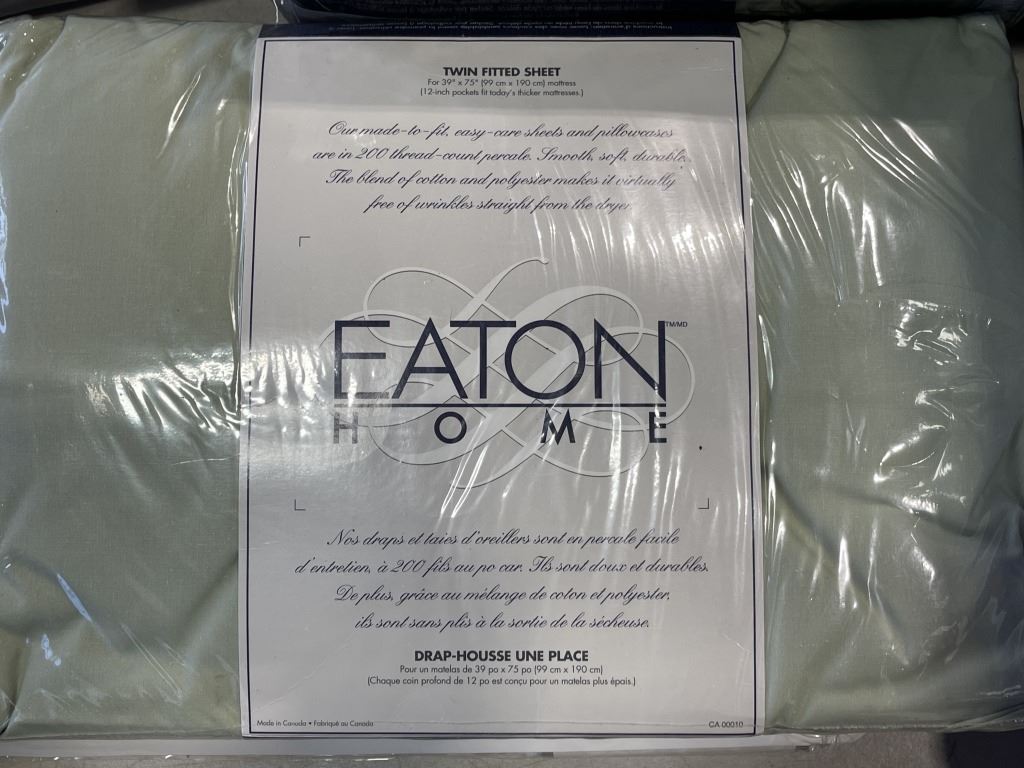 TWIN FITTED SHEET
For 39" x 75" (99 cm x 190 cm) mattress
(12-inch pockets fit today's thicker mattresses.)
Our made-to-fit, easy-care sheets and pillowcases
are in 200 thread-count percale. Smooth, soft, durable.
The blend of cotton and polyester makes it virtually
free of wrinkles straight from the dryer.
EATON TM/MD
HOME
Nos draps et taies d'oreillers sont en percale facile
d'entretien, à 200 fils au po car. Ils sont doux et durables.
De plus, grâce au mélange de coton et polyester,
ils sont sans plis à la sortie de la sécheuse.
DRAP-HOUSSE UNE PLACE
Pour un matelas de 39 po x 75 po (99 cm x 190 cm)
(Chaque coin profond de 12 po est conçu pour un matelas plus épais.)
Made in Canada • Fabriqué au Canada
CA 00010